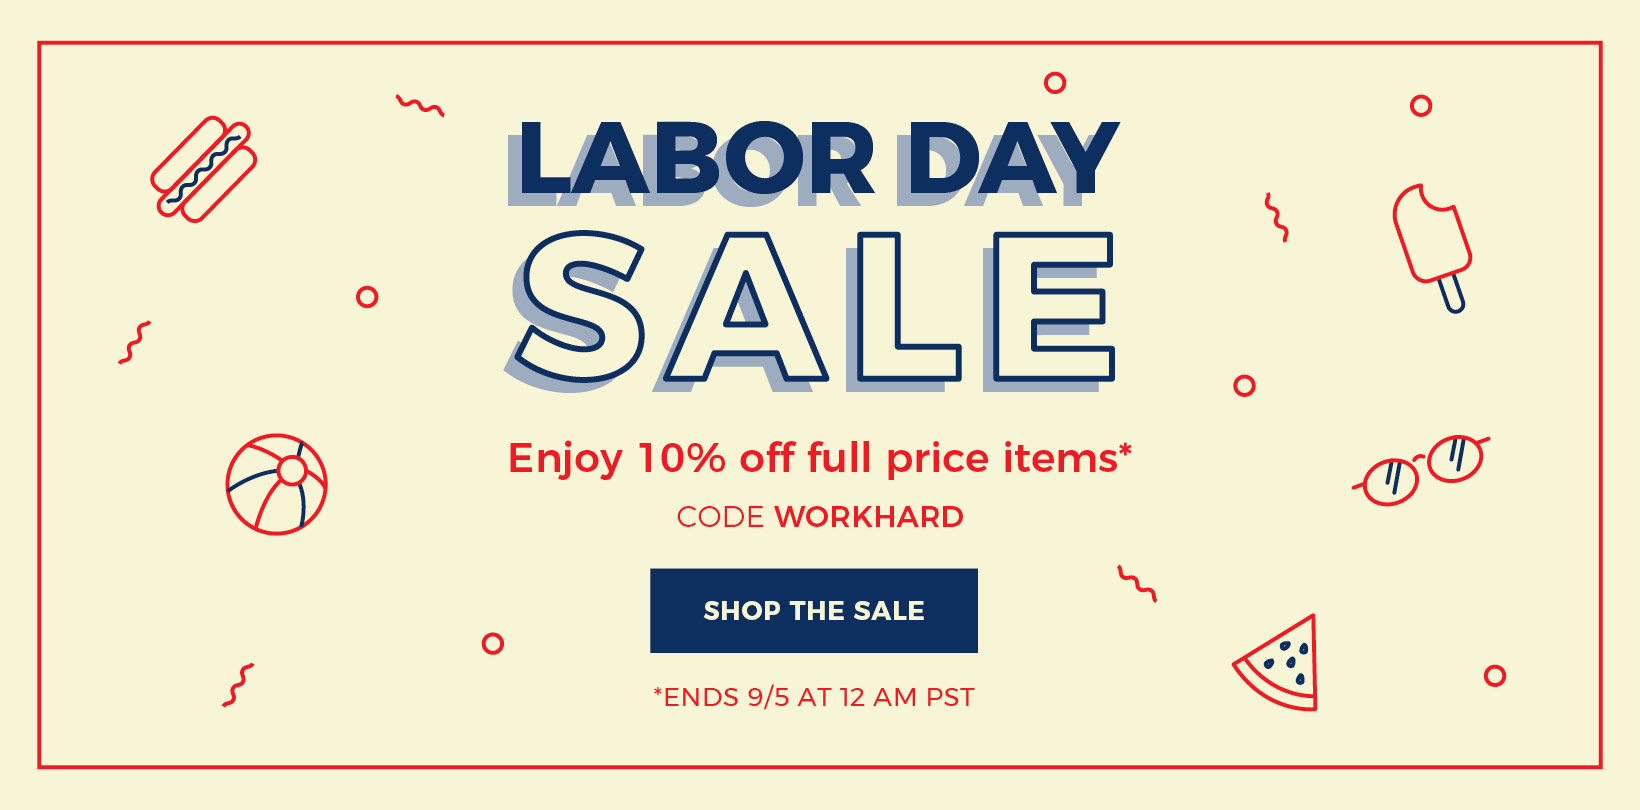 LABOR DAY
SALE
Enjoy 10% off full price items*
CODE WORKHARD
SHOP THE SALE
*ENDS 9/5 AT 12 AM PST